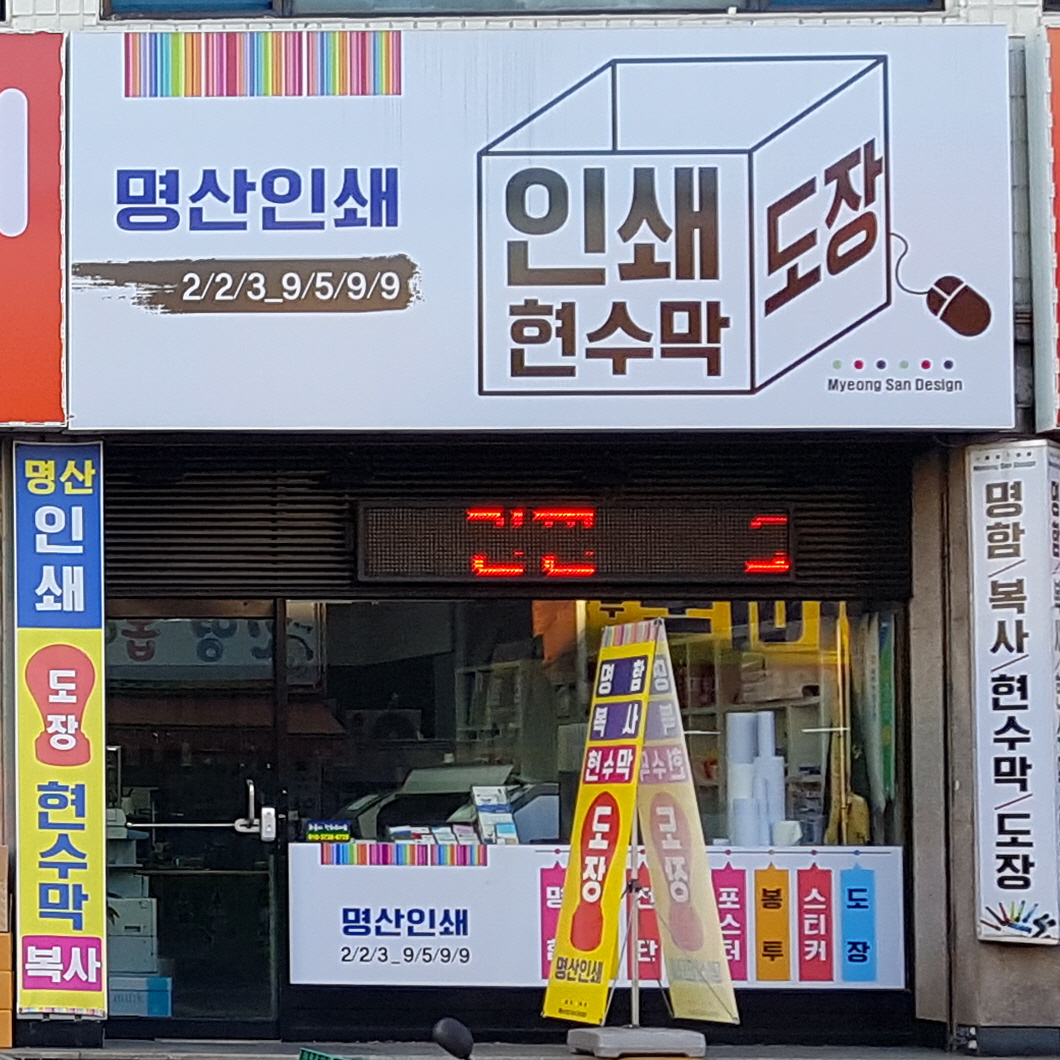 명산인쇄
2/2/3_9/5/9/9
인쇄
현수막
도장
Myeong San Design
명산
인
쇄
도
장
현
수
막
복사
명함
복사
현수막
도장
명산인쇄
명산인쇄
2/2/3_9/5/9/9
포스터
봉투
스티커
도장
명함/복사/현수막/도장